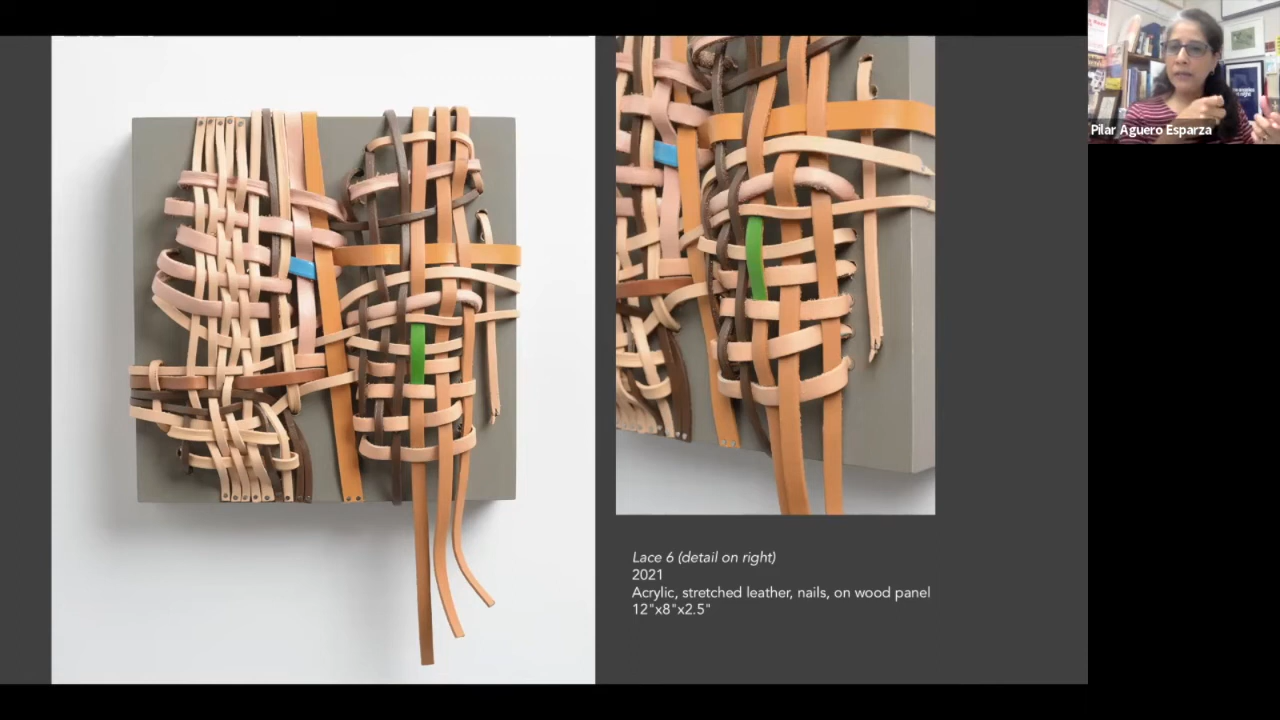 Pilar Aguero Esparza
Lace 6 (detail on right)
2021
Acrylic, stretched leather, nails, on wood panel
12"x8"x2.5"